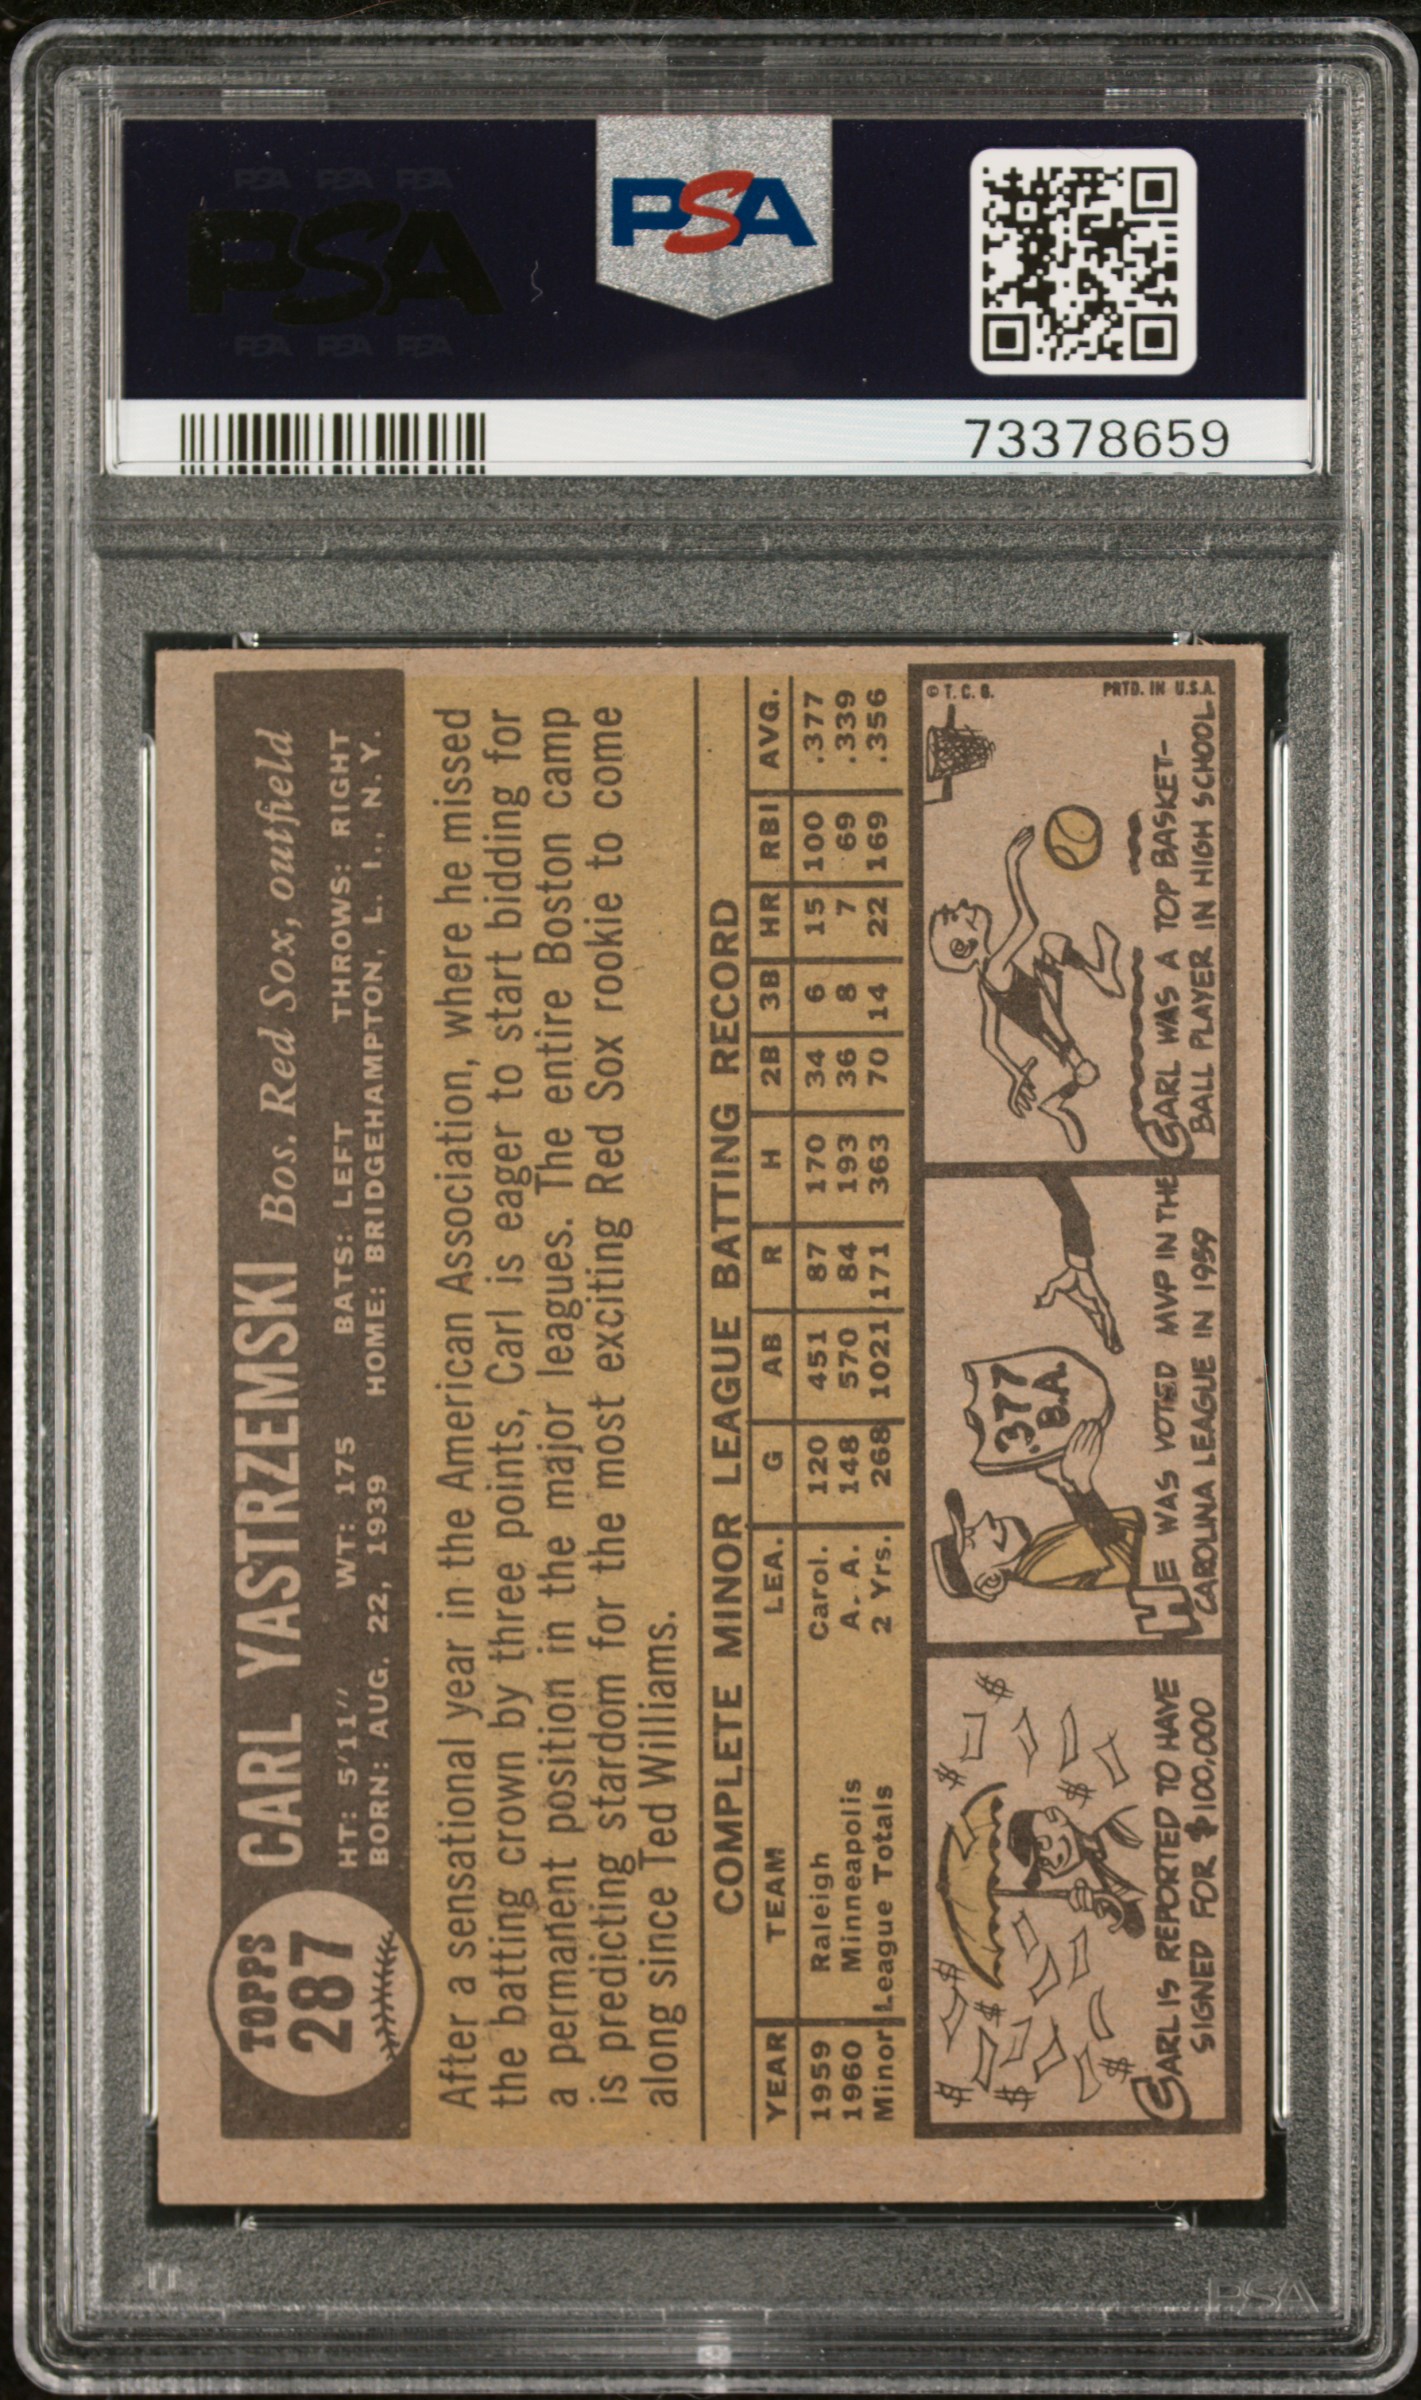 PSA PSA PSA
PSA
PSA PSA PSA
PSA
73378659
TOPPS
287
CARL YASTRZEMSKI Bos. Red Sox, outfield
HT: 5'11" WT: 175 BATS: LEFT THROWS: RIGHT
BORN: AUG. 22, 1939 HOME: BRIDGEHAMPTON, L. I., N. Y.
After a sensational year in the American Association, where he missed
the batting crown by three points, Carl is eager to start bidding for
a permanent position in the major leagues. The entire Boston camp
is predicting stardom for the most exciting Red Sox rookie to come
along since Ted Williams.
COMPLETE MINOR LEAGUE BATTING RECORD
YEAR TEAM LEA. G AB R H 2B 3B HR RBI AVG.
1959 Raleigh Carol. 120 451 87 170 34 6 15 100 .377
1960 Minneapolis A. A. 148 570 84 193 36 8 7 69 .339
Minor League Totals 2 Yrs. 268 1021 171 363 70 14 22 169 .356
CARL IS REPORTED TO HAVE
SIGNED FOR $100,000
.377
B.A.
HE WAS VOTED MVP IN THE
CAROLINA LEAGUE IN 1959
© T. C. G.
PRTD. IN U.S.A.
CARL WAS A TOP BASKET-
BALL PLAYER IN HIGH SCHOOL
PSA